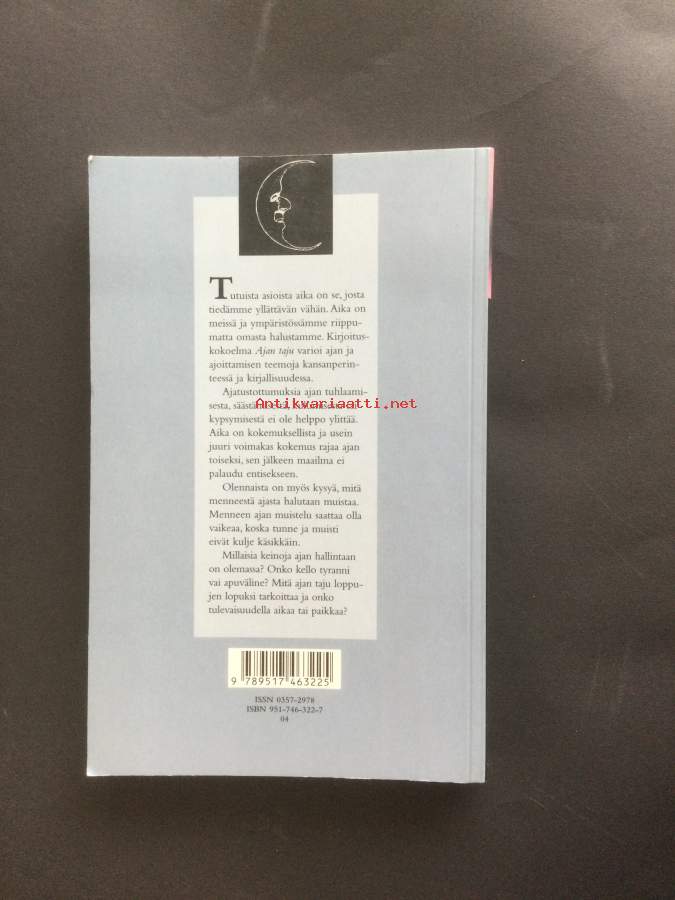 Tutuista asioista aika on se, josta
tiedämme yllättävän vähän. Aika on
meissä ja ympäristössämme riippu-
matta omasta halustamme. Kirjoitus-
kokoelma Ajan taju varioi ajan ja
ajoittamisen teemoja kansanperin-
teessä ja kirjallisuudessa.
Ajatustottumuksia ajan tuhlaami-
sesta, säästämisestä,
Antikvariaatti.net
kypsymisestä ei ole helppo ylittää.
Aika on kokemuksellista ja usein
juuri voimakas kokemus rajaa ajan
toiseksi, sen jälkeen maailma ei
palaudu entisekseen.
Olennaista on myös kysyä, mitä
menneestä ajasta halutaan muistaa.
Menneen ajan muistelu saattaa olla
vaikeaa, koska tunne ja muisti
eivät kulje käsikkäin.
Millaisia keinoja ajan hallintaan
on olemassa? Onko kello tyranni
vai apuväline? Mitä ajan taju loppu-
jen lopuksi tarkoittaa ja onko
tulevaisuudella aikaa tai paikkaa?
9 789517 463225
ISSN 0357-2978
ISBN 951-746-322-7
04